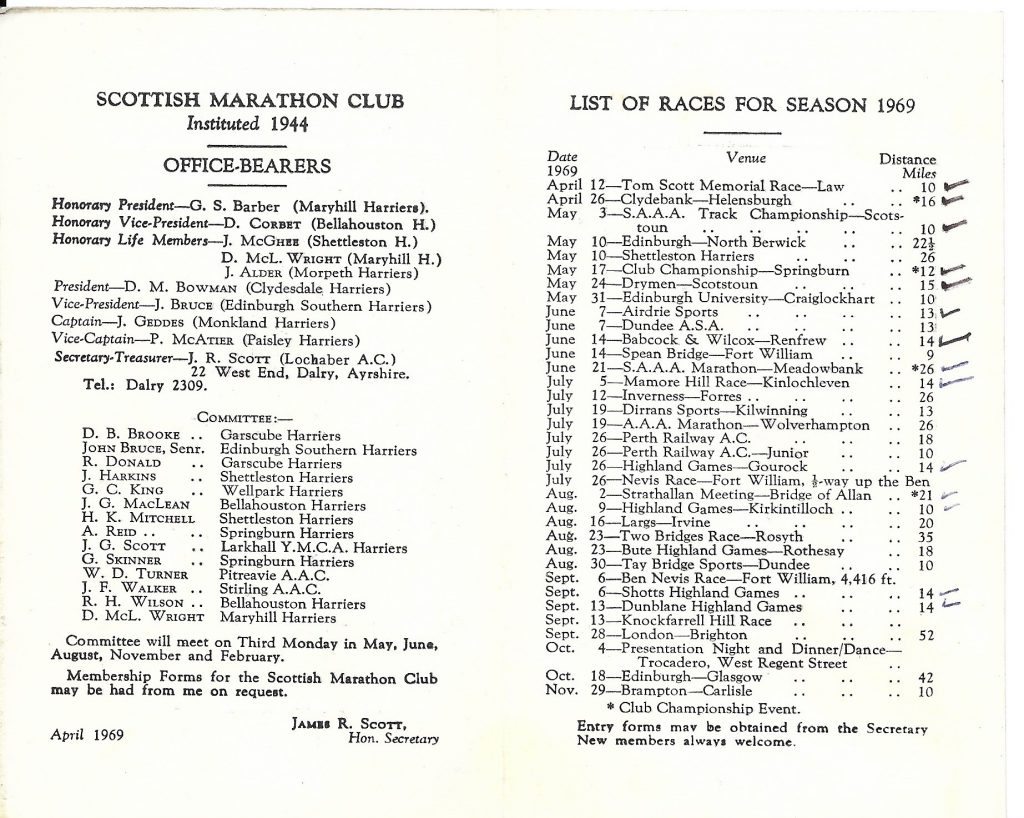 SCOTTISH MARATHON CLUB
Instituted 1944
OFFICE-BEARERS
Honorary President—G. S. Barber (Maryhill Harriers).
Honorary Vice-President—D. CORBET (Bellahouston H.)
Honorary Life Members—J. McGHEE (Shettleston H.)
D. McL. WRIGHT (Maryhill H.)
J. ALDER (Morpeth Harriers)
President—D. M. BOWMAN (Clydesdale Harriers)
Vice-President—J. BRUCE (Edinburgh Southern Harriers)
Captain—J. GEDDES (Monkland Harriers)
Vice-Captain—P. McATIER (Paisley Harriers)
Secretary-Treasurer—J. R. SCOTT (Lochaber A.C.)
22 West End, Dalry, Ayrshire.
Tel.: Dalry 2309.
COMMITTEE:—
D. B. BROOKE .. Garscube Harriers
JOHN BRUCE, Senr. Edinburgh Southern Harriers
R. DONALD .. Garscube Harriers
J. HARKINS .. Shettleston Harriers
G. C. KING .. Wellpark Harriers
J. G. MACLEAN Bellahouston Harriers
H. K. MITCHELL Shettleston Harriers
A. REID .. .. Springburn Harriers
J. G. SCOTT .. Larkhall Y.M.C.A. Harriers
G. SKINNER .. Springburn Harriers
W. D. TURNER Pitreavie A.A.C.
J. F. WALKER .. Stirling A.A.C.
R. H. WILSON .. Bellahouston Harriers
D. McL. WRIGHT Maryhill Harriers
Committee will meet on Third Monday in May, June,
August, November and February.
Membership Forms for the Scottish Marathon Club
may be had from me on request.
JAMES R. SCOTT,
April 1969 Hon. Secretary
LIST OF RACES FOR SEASON 1969
Date Venue Distance
1969 Miles
April 12—Tom Scott Memorial Race—Law .. 10
April 26—Clydebank—Helensburgh .. .. *16
May 3—S.A.A.A. Track Championship—Scots-
toun .. .. .. .. .. 10
May 10—Edinburgh—North Berwick .. .. 22½
May 10—Shettleston Harriers .. .. .. 26
May 17—Club Championship—Springburn .. *12
May 24—Drymen—Scotstoun .. .. .. 15
May 31—Edinburgh University—Craiglockhart .. 10
June 7—Airdrie Sports .. .. .. .. 13
June 7—Dundee A.S.A. .. .. .. .. 13
June 14—Babcock & Wilcox—Renfrew .. .. 14
June 14—Spean Bridge—Fort William .. .. 9
June 21—S.A.A.A. Marathon—Meadowbank .. *26
July 5—Mamore Hill Race—Kinlochleven .. 14
July 12—Inverness—Forres .. .. .. .. 26
July 19—Dirrans Sports—Kilwinning .. .. 13
July 19—A.A.A. Marathon—Wolverhampton .. 26
July 26—Perth Railway A.C. .. .. .. 18
July 26—Perth Railway A.C.—Junior .. .. 10
July 26—Highland Games—Gourock .. .. 14
July 26—Nevis Race—Fort William, ½-way up the Ben
Aug. 2—Strathallan Meeting—Bridge of Allan .. *21
Aug. 9—Highland Games—Kirkintilloch .. .. 10
Aug. 16—Largs—Irvine .. .. .. .. 20
Aug. 23—Two Bridges Race—Rosyth .. .. 35
Aug. 23—Bute Highland Games—Rothesay .. 18
Aug. 30—Tay Bridge Sports—Dundee .. .. 10
Sept. 6—Ben Nevis Race—Fort William, 4,416 ft.
Sept. 6—Shotts Highland Games .. .. .. 14
Sept. 13—Dunblane Highland Games .. .. 14
Sept. 13—Knockfarrell Hill Race .. .. ..
Sept. 28—London—Brighton .. .. .. 52
Oct. 4—Presentation Night and Dinner/Dance—
Trocadero, West Regent Street ..
Oct. 18—Edinburgh—Glasgow .. .. .. 42
Nov. 29—Brampton—Carlisle .. .. .. 10
* Club Championship Event.
Entry forms may be obtained from the Secretary
New members always welcome.